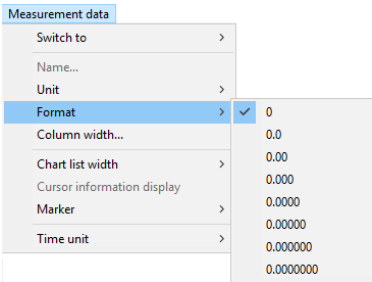 Measurement data
Switch to
Name...
Unit
Format
Column width...
Chart list width
Cursor information display
Marker
Time unit
0
0.0
0.00
0.000
0.0000
0.00000
0.000000
0.0000000